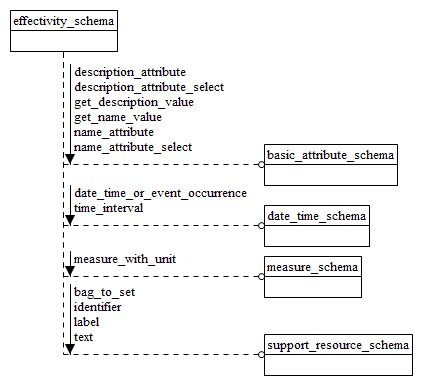 effectivity_schema
description_attribute
description_attribute_select
get_description_value
get_name_value
name_attribute
name_attribute_select
basic_attribute_schema
date_time_or_event_occurrence
time_interval
date_time_schema
measure_with_unit
measure_schema
bag_to_set
identifier
label
text
support_resource_schema